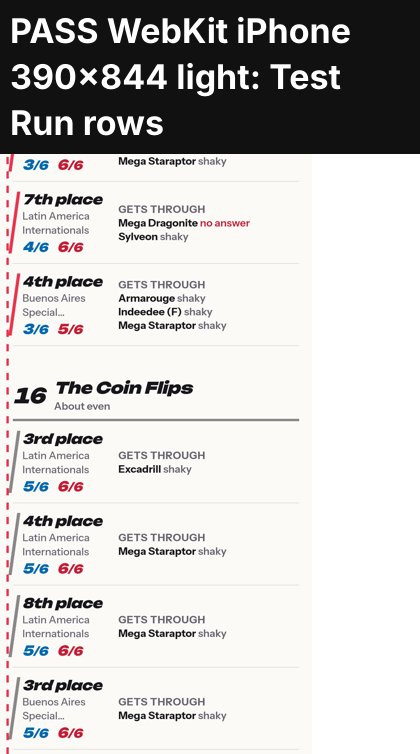 PASS WebKit iPhone
390×844 light: Test
Run rows
3/6 6/6
Mega Staraptor shaky
7th place
Latin America
Internationals
4/6 6/6
GETS THROUGH
Mega Dragonite no answer
Sylveon shaky
4th place
Buenos Aires
Special...
3/6 5/6
GETS THROUGH
Armarouge shaky
Indeedee (F) shaky
Mega Staraptor shaky
16 The Coin Flips
About even
3rd place
Latin America
Internationals
5/6 6/6
GETS THROUGH
Excadrill shaky
4th place
Latin America
Internationals
5/6 6/6
GETS THROUGH
Mega Staraptor shaky
8th place
Latin America
Internationals
5/6 6/6
GETS THROUGH
Mega Staraptor shaky
3rd place
Buenos Aires
Special...
5/6 6/6
GETS THROUGH
Mega Staraptor shaky